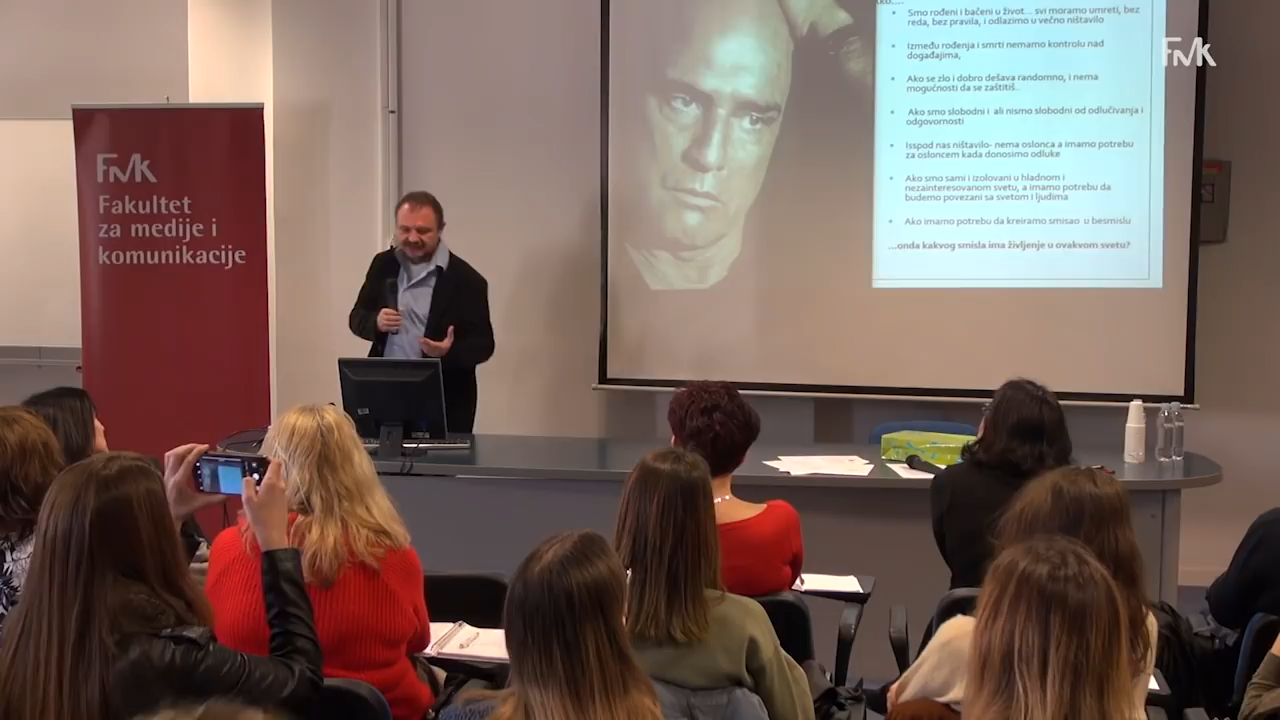 FMK
Fakultet
za medije i
komunikacije
Smo rođeni i bačeni u život... svi moramo umreti, bez
reda, bez pravila, i odlazimo u večno ništavilo
Između rođenja i smrti nemamo kontrolu nad
događajima,
Ako se zlo i dobro dešava randomno, i nema
mogućnosti da se zaštitiš..
Ako smo slobodni i ali nismo slobodni od odlučivanja i
odgovornosti
Isspod nas ništavilo- nema oslonca a imamo potrebu
za osloncem kada donosimo odluke
Ako smo sami i izolovani u hladnom i
nezainteresovanom svetu, a imamo potrebu da
budemo povezani sa svetom i ljudima
Ako imamo potrebu da kreiramo smisao u besmislu
...onda kakvog smisla ima življenje u ovakvom svetu?
FMK